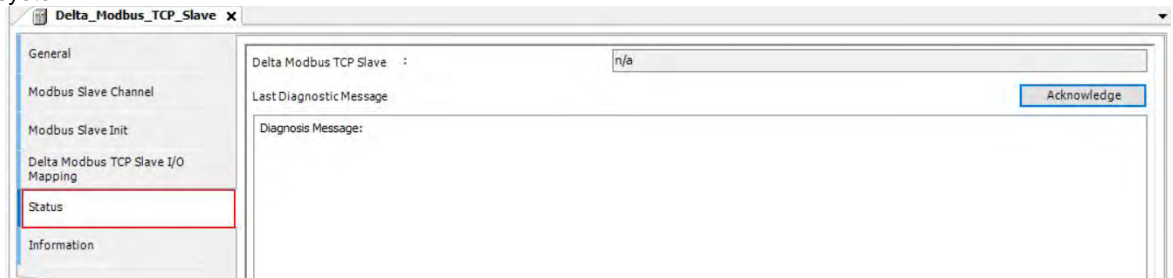 Delta_Modbus_TCP_Slave x
General
Delta Modbus TCP Slave :
n/a
Modbus Slave Channel
Last Diagnostic Message
Acknowledge
Modbus Slave Init
Diagnosis Message:
Delta Modbus TCP Slave I/O
Mapping
Status
Information